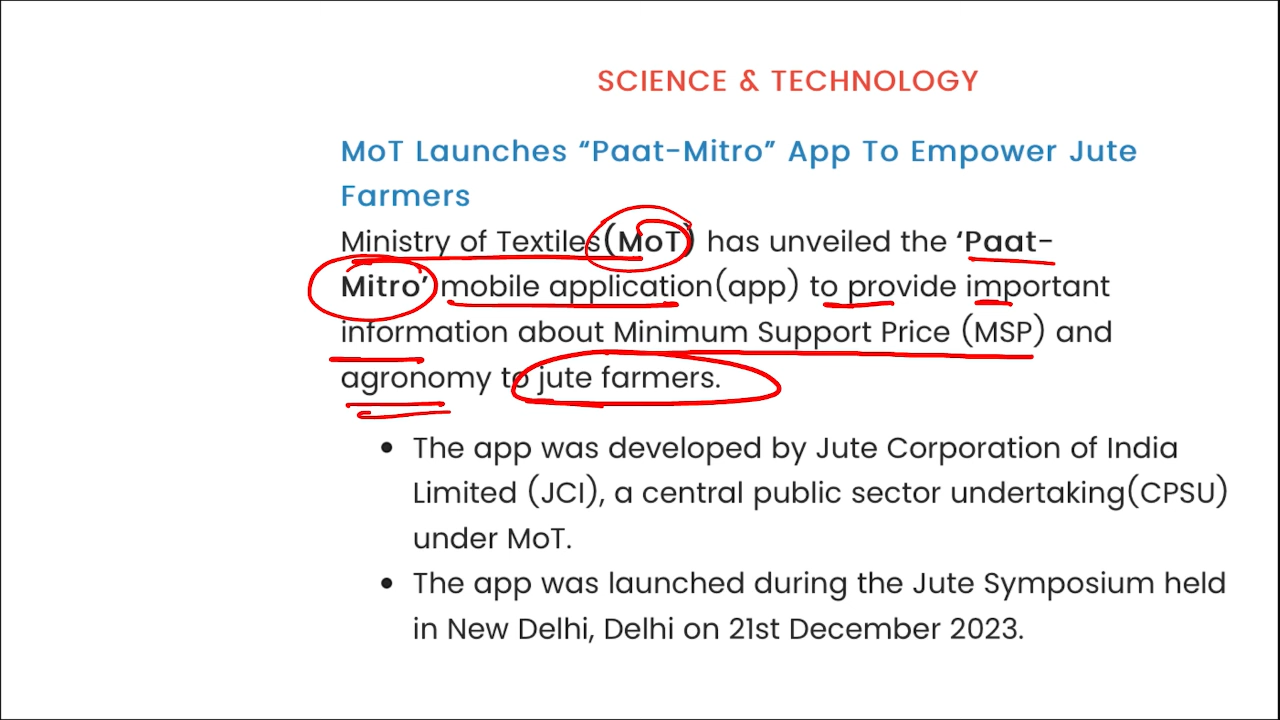 SCIENCE & TECHNOLOGY
MoT Launches “Paat-Mitro” App To Empower Jute
Farmers
Ministry of Textiles(MoT) has unveiled the ‘Paat-
Mitro’ mobile application(app) to provide important
information about Minimum Support Price (MSP) and
agronomy to jute farmers.
• The app was developed by Jute Corporation of India
Limited (JCI), a central public sector undertaking(CPSU)
under MoT.
• The app was launched during the Jute Symposium held
in New Delhi, Delhi on 21st December 2023.